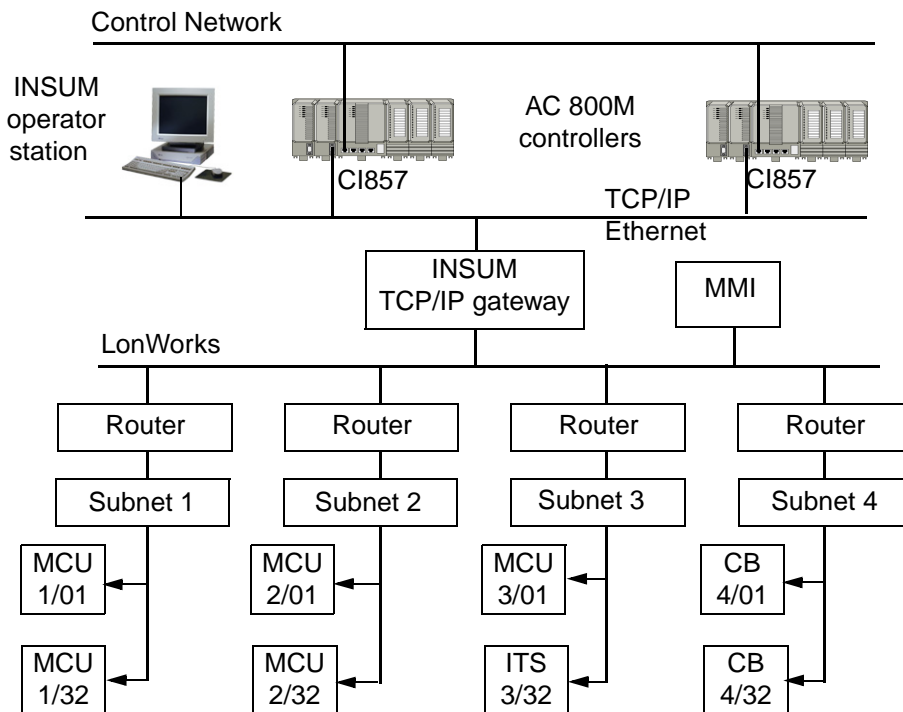 Control Network
INSUM
operator
station
AC 800M
controllers
CI857
CI857
TCP/IP
Ethernet
INSUM
TCP/IP gateway
MMI
LonWorks
Router
Router
Router
Router
Subnet 1
Subnet 2
Subnet 3
Subnet 4
MCU
1/01
MCU
2/01
MCU
3/01
CB
4/01
MCU
1/32
MCU
2/32
ITS
3/32
CB
4/32